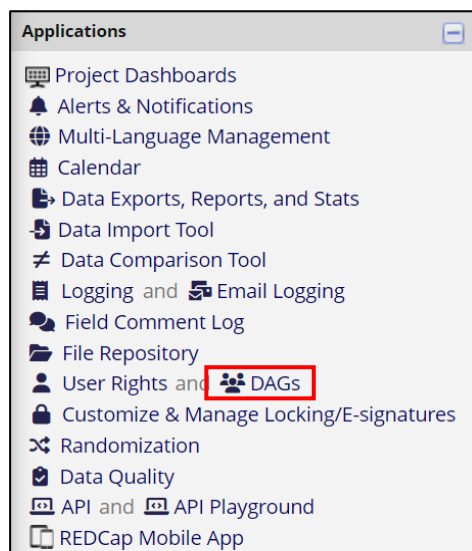 Applications
Project Dashboards
Alerts & Notifications
Multi-Language Management
Calendar
Data Exports, Reports, and Stats
Data Import Tool
Data Comparison Tool
Logging and Email Logging
Field Comment Log
File Repository
User Rights and DAGs
Customize & Manage Locking/E-signatures
Randomization
Data Quality
API and API Playground
REDCap Mobile App